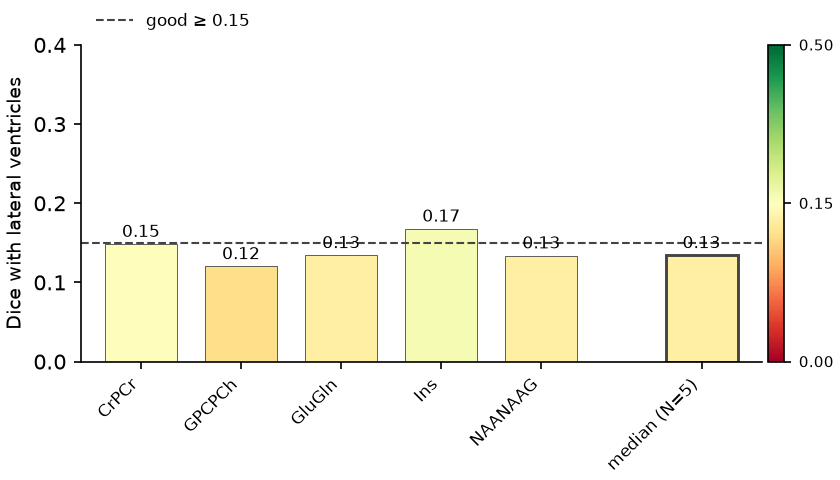 good ≥ 0.15
Dice with lateral ventricles
0.4
0.3
0.2
0.1
0.0
0.15
0.12
0.13
0.17
0.13
0.13
CrPCr
GPCPCh
GluGln
Ins
NAANAAG
median (N=5)
0.50
0.15
0.00